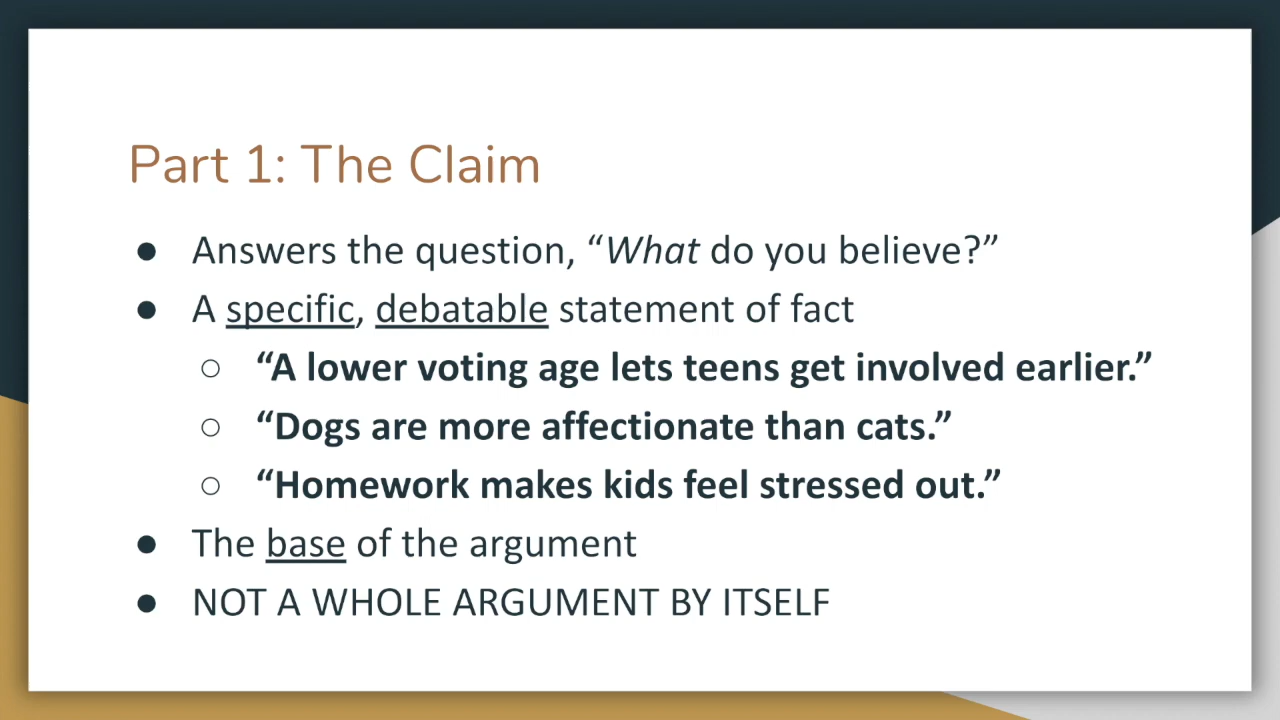 Part 1: The Claim
● Answers the question, “What do you believe?”
● A specific, debatable statement of fact
○ “A lower voting age lets teens get involved earlier.”
○ “Dogs are more affectionate than cats.”
○ “Homework makes kids feel stressed out.”
● The base of the argument
● NOT A WHOLE ARGUMENT BY ITSELF